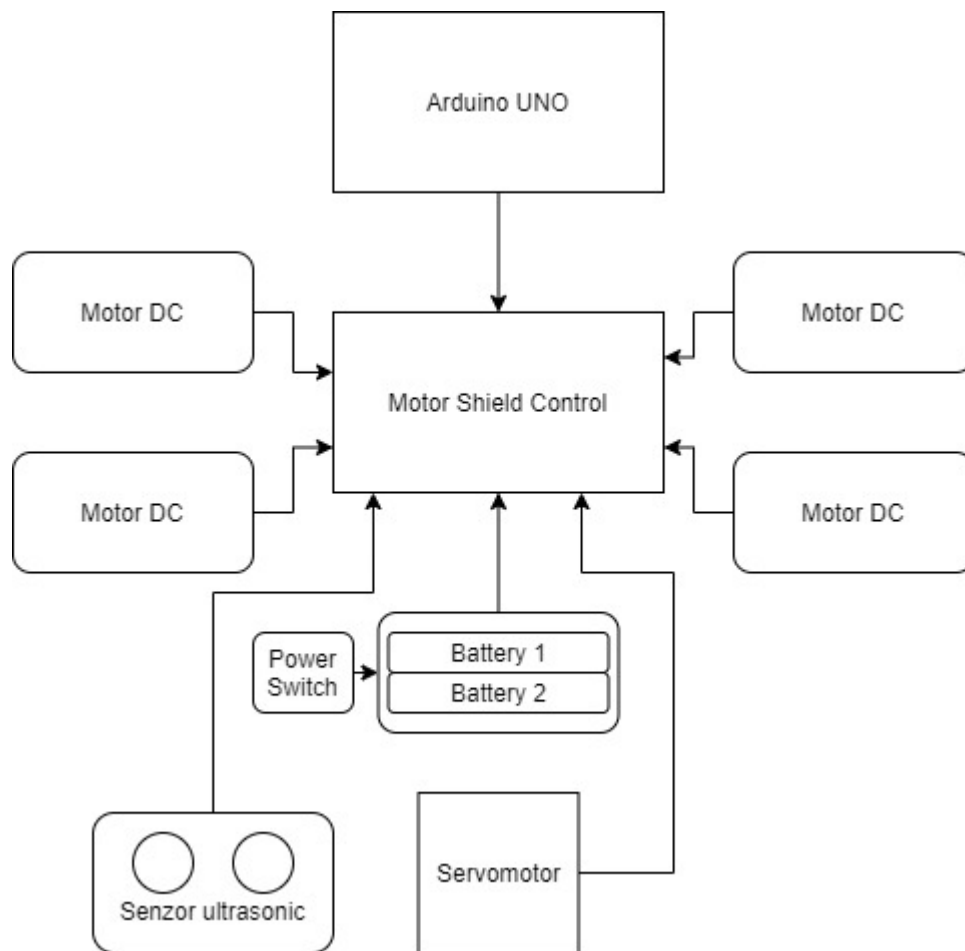 Arduino UNO
Motor DC
Motor DC
Motor Shield Control
Motor DC
Motor DC
Power
Switch
Battery 1
Battery 2
Servomotor
Senzor ultrasonic